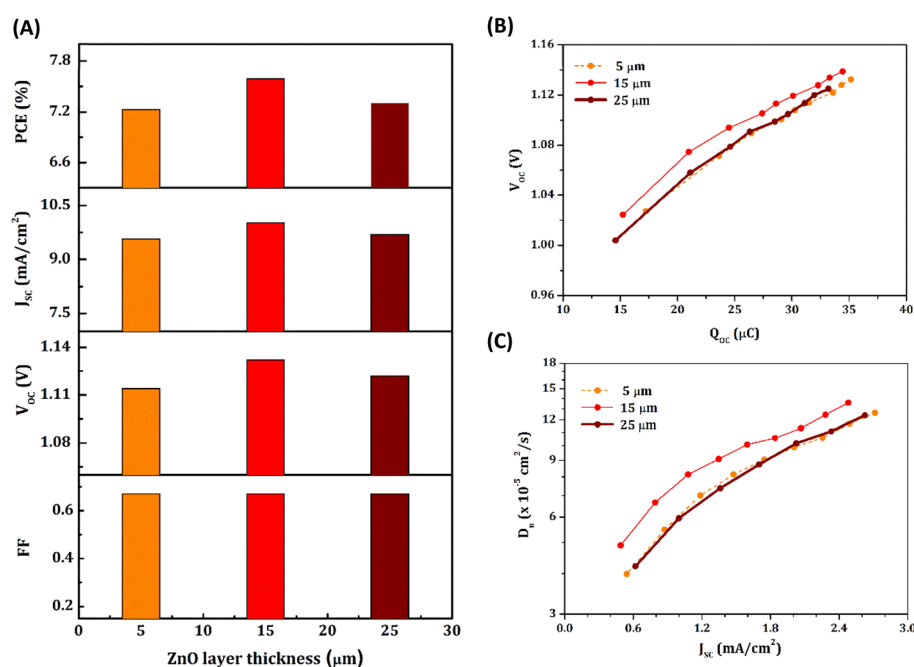 (A)
PCE (%)
7.8
7.2
6.6
J_SC (mA/cm²)
10.5
9.0
7.5
V_OC (V)
1.14
1.11
1.08
FF
0.6
0.4
0.2
0 5 10 15 20 25 30
ZnO layer thickness (μm)
(B)
V_OC (V)
1.16
1.12
1.08
1.04
1.00
0.96
5 μm
15 μm
25 μm
10 15 20 25 30 35 40
Q_OC (μC)
(C)
D_n (x 10⁻⁵ cm²/s)
18
15
12
9
6
3
5 μm
15 μm
25 μm
0.0 0.6 1.2 1.8 2.4 3.0
J_SC (mA/cm²)